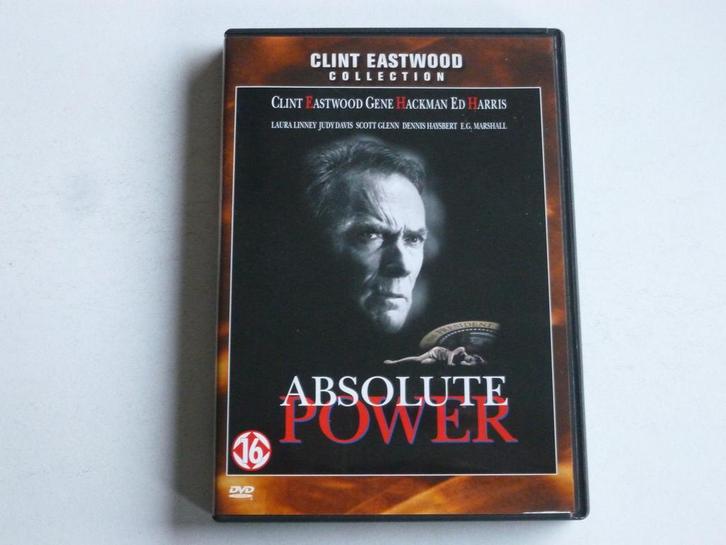 CLINT EASTWOOD
COLLECTION
CLINT EASTWOOD GENE HACKMAN ED HARRIS
LAURA LINNEY JUDY DAVIS SCOTT GLENN DENNIS HAYSBERT E.G. MARSHALL
PRESIDENT
ABSOLUTE
POWER
16
DVD